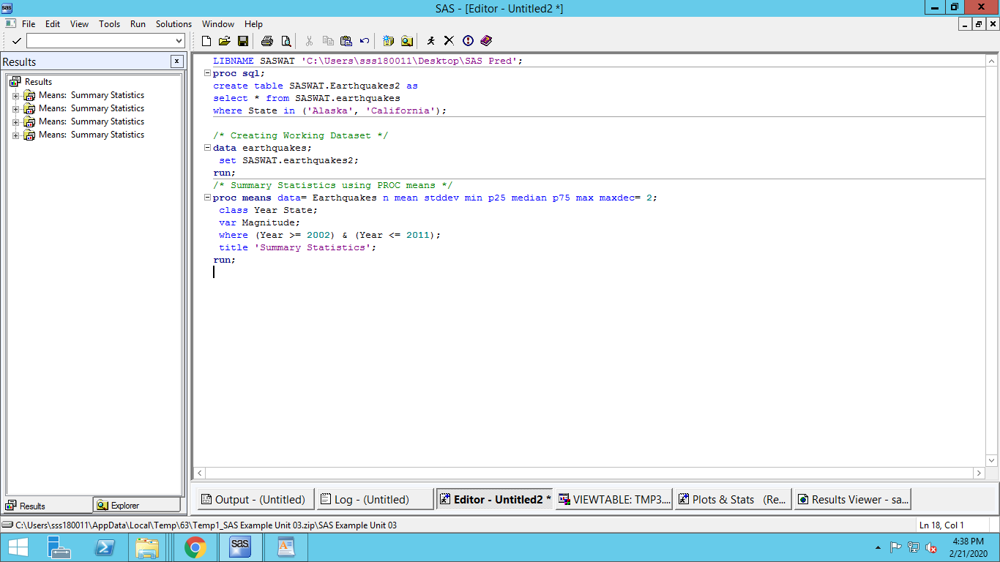 SAS - [Editor - Untitled2 *]
File Edit View Tools Run Solutions Window Help
Results
Results
Means: Summary Statistics
Means: Summary Statistics
Means: Summary Statistics
Means: Summary Statistics
LIBNAME SASWAT 'C:\Users\sss180011\Desktop\SAS Pred';
proc sql;
create table SASWAT.Earthquakes2 as
select * from SASWAT.earthquakes
where State in ('Alaska', 'California');
/* Creating Working Dataset */
data earthquakes;
set SASWAT.earthquakes2;
run;
/* Summary Statistics using PROC means */
proc means data= Earthquakes n mean stddev min p25 median p75 max maxdec= 2;
class Year State;
var Magnitude;
where (Year >= 2002) & (Year <= 2011);
title 'Summary Statistics';
run;
Results Explorer
Output - (Untitled) Log - (Untitled) Editor - Untitled2 * VIEWTABLE: TMP3.... Plots & Stats (Re... Results Viewer - sa...
C:\Users\sss180011\AppData\Local\Temp\63\Temp1_SAS Example Unit 03.zip\SAS Example Unit 03 Ln 18, Col 1
sas
4:38 PM
2/21/2020